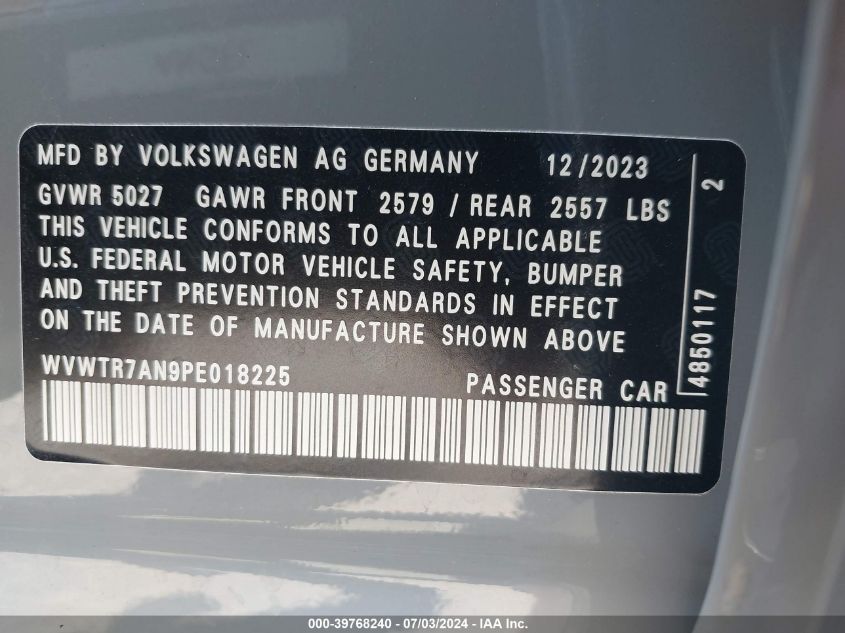 MFD BY VOLKSWAGEN AG GERMANY 12/2023
GVWR 5027 GAWR FRONT 2579 / REAR 2557 LBS
THIS VEHICLE CONFORMS TO ALL APPLICABLE
U.S. FEDERAL MOTOR VEHICLE SAFETY, BUMPER
AND THEFT PREVENTION STANDARDS IN EFFECT
ON THE DATE OF MANUFACTURE SHOWN ABOVE
WVWTR7AN9PE018225 PASSENGER CAR
4850117 2
000-39768240 - 07/03/2024 - IAAI.com